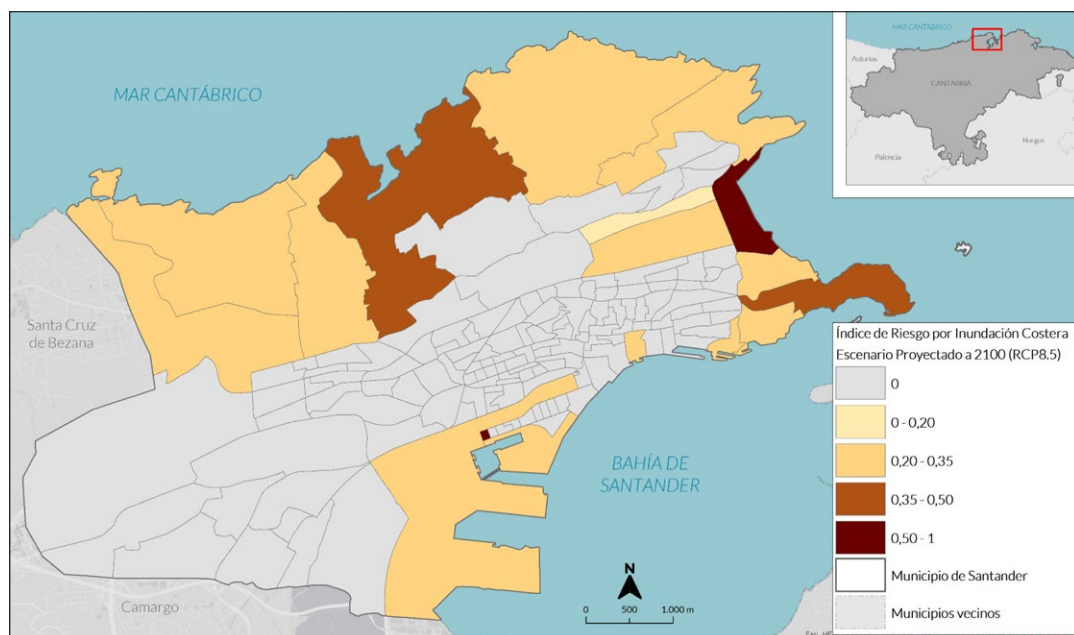 MAR CANTÁBRICO
MAR CANTÁBRICO
Asturias
CANTABRIA
Burgos
Palencia
Santa Cruz
de Bezana
BAHÍA DE
SANTANDER
Camargo
N
0 500 1.000 m
Índice de Riesgo por Inundación Costera
Escenario Proyectado a 2100 (RCP8.5)
0
0 - 0,20
0,20 - 0,35
0,35 - 0,50
0,50 - 1
Municipio de Santander
Municipios vecinos